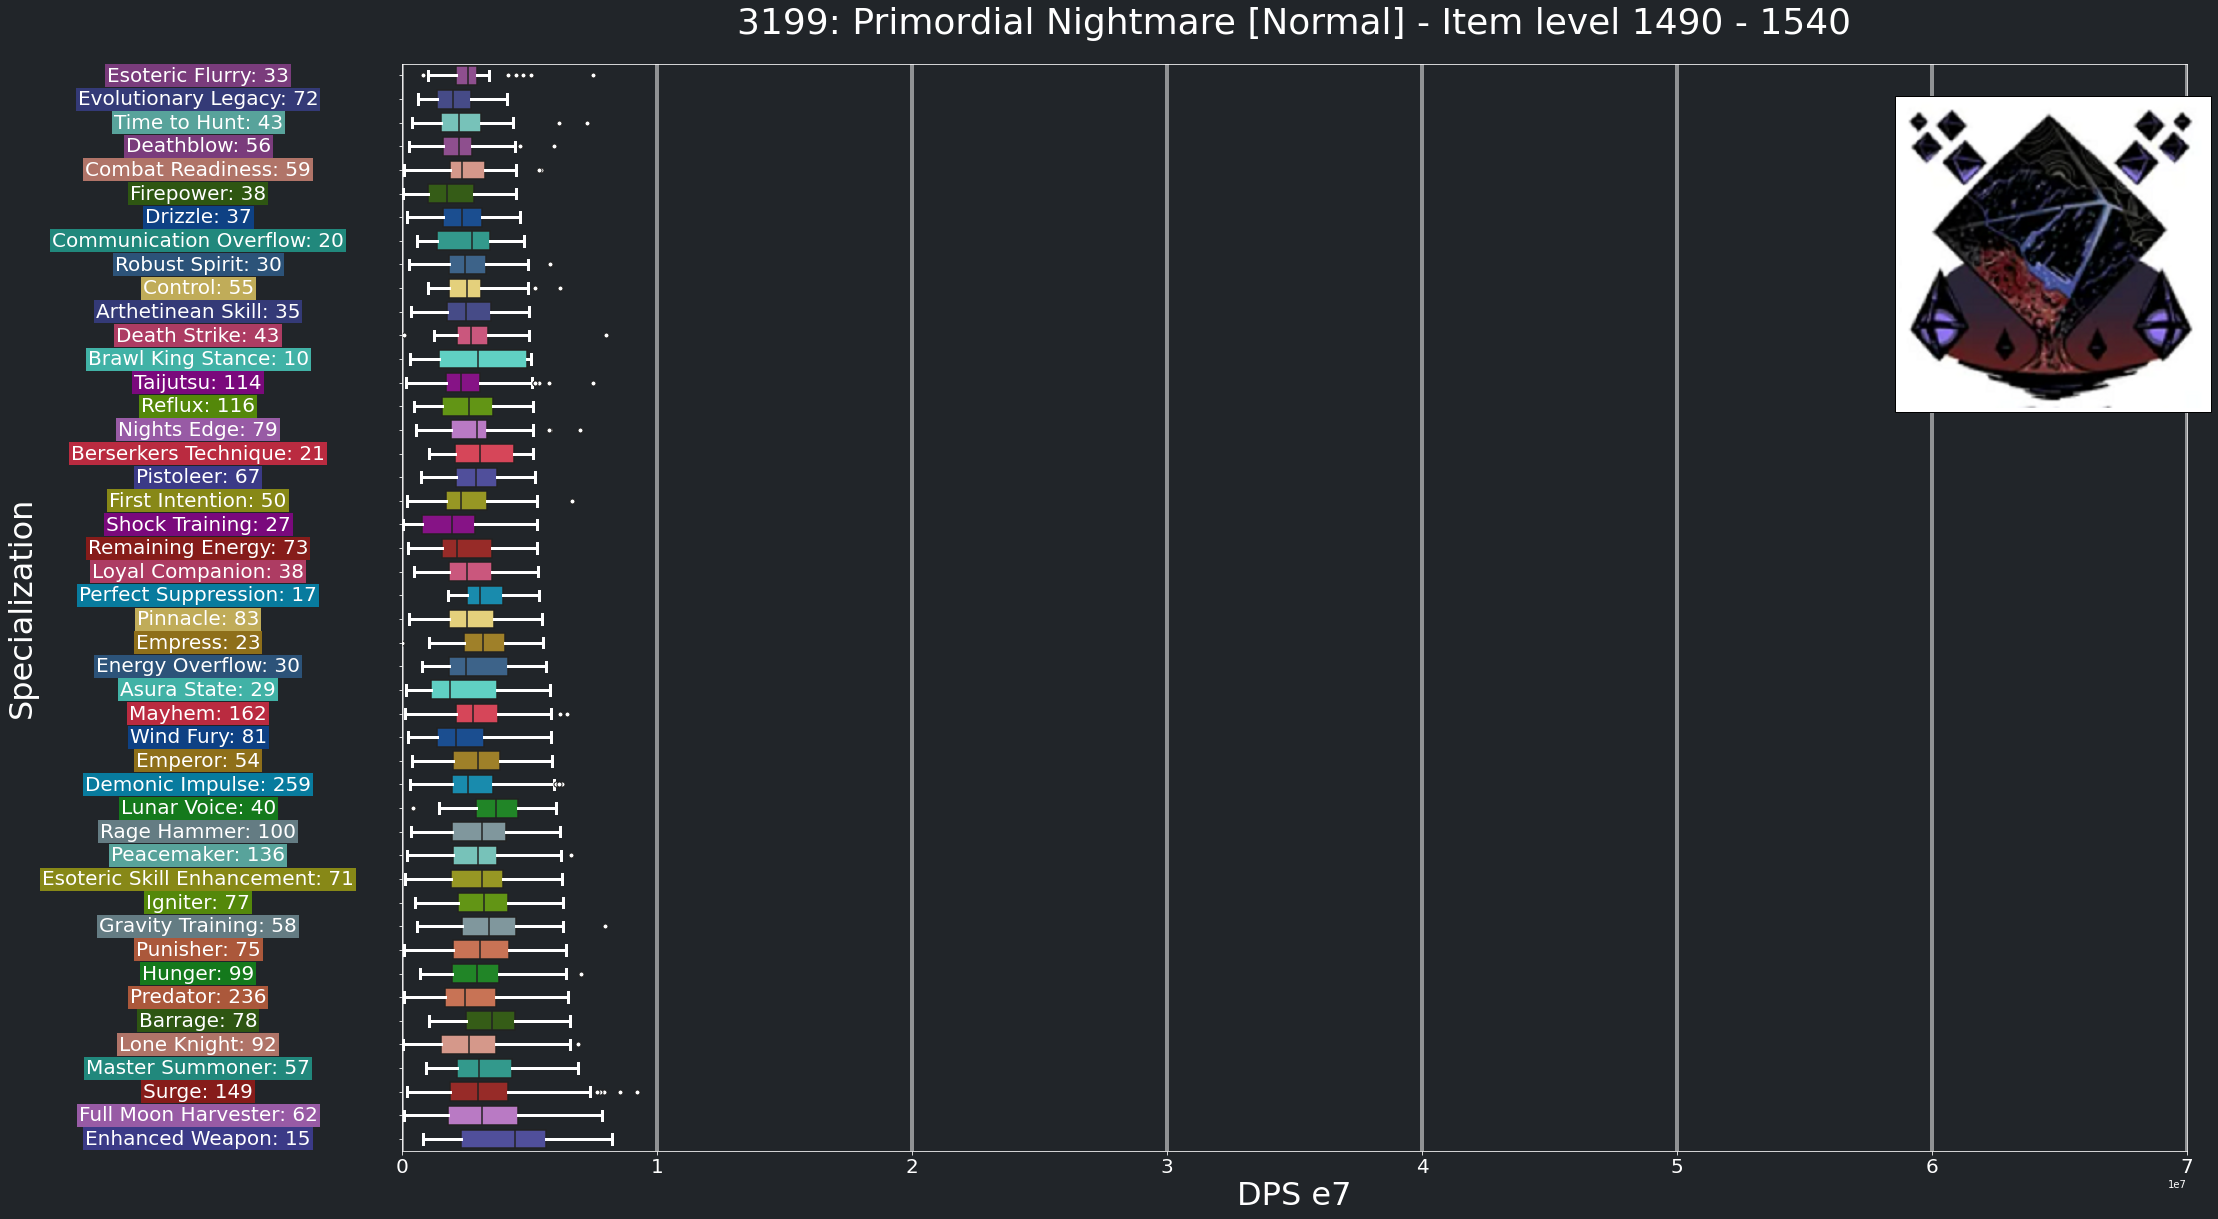 3199: Primordial Nightmare [Normal] - Item level 1490 - 1540
Specialization
Esoteric Flurry: 33
Evolutionary Legacy: 72
Time to Hunt: 43
Deathblow: 56
Combat Readiness: 59
Firepower: 38
Drizzle: 37
Communication Overflow: 20
Robust Spirit: 30
Control: 55
Arthetinean Skill: 35
Death Strike: 43
Brawl King Stance: 10
Taijutsu: 114
Reflux: 116
Nights Edge: 79
Berserkers Technique: 21
Pistoleer: 67
First Intention: 50
Shock Training: 27
Remaining Energy: 73
Loyal Companion: 38
Perfect Suppression: 17
Pinnacle: 83
Empress: 23
Energy Overflow: 30
Asura State: 29
Mayhem: 162
Wind Fury: 81
Emperor: 54
Demonic Impulse: 259
Lunar Voice: 40
Rage Hammer: 100
Peacemaker: 136
Esoteric Skill Enhancement: 71
Igniter: 77
Gravity Training: 58
Punisher: 75
Hunger: 99
Predator: 236
Barrage: 78
Lone Knight: 92
Master Summoner: 57
Surge: 149
Full Moon Harvester: 62
Enhanced Weapon: 15
0 1 2 3 4 5 6 7
1e7
DPS e7